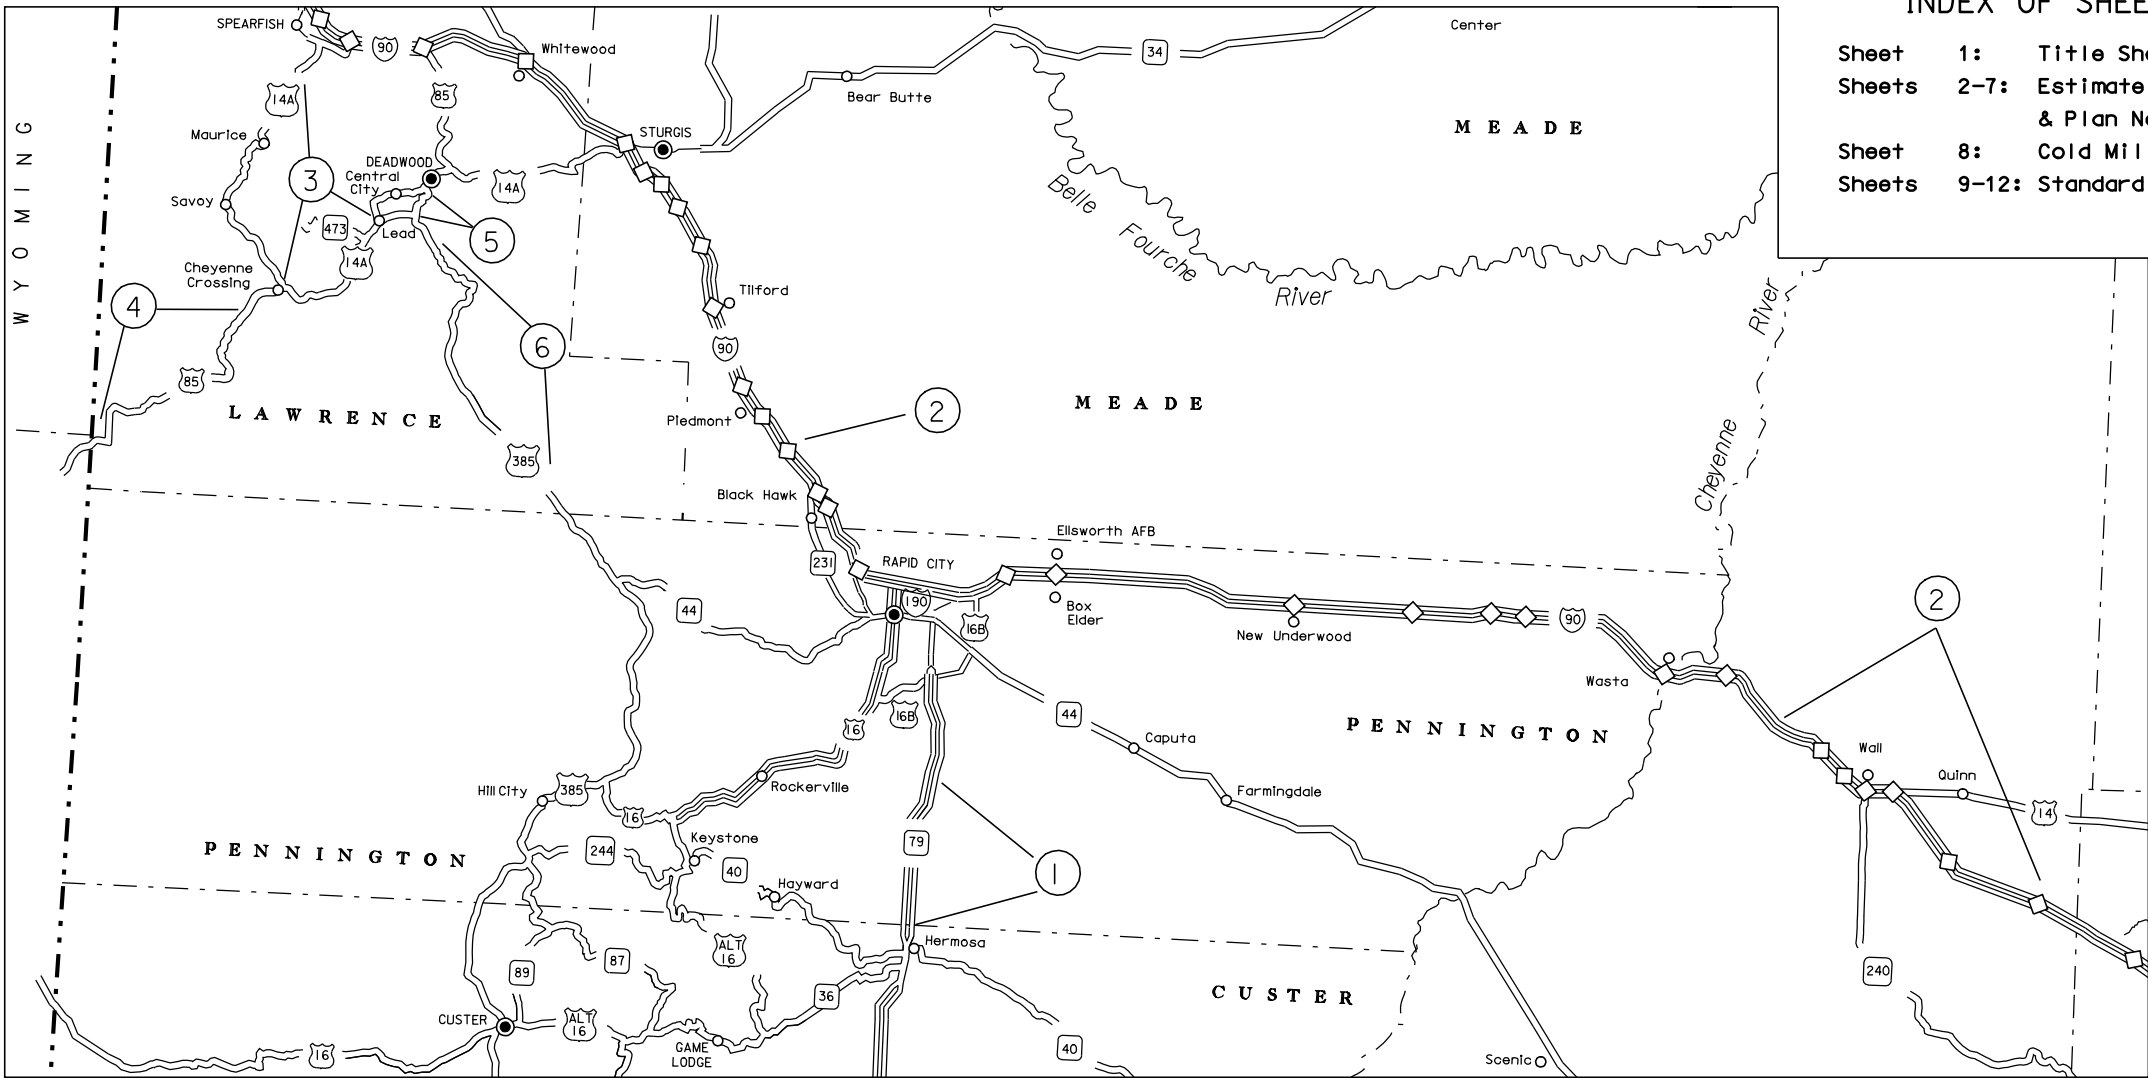 INDEX OF
Sheet 1: Title
Sheets 2-7: Estimate
& Plan
Sheet 8: Cold
Sheets 9-12: Standard
SPEARFISH
90
Whitewood
Center
34
14A
85
Bear Butte
MEADE
WYOMING
Maurice
STURGIS
DEADWOOD
Central
City
3
14A
Savoy
473
Lead
5
Belle
Fourche
River
14A
Cheyenne
Crossing
4
Tilford
River
6
90
85
LAWRENCE
2
MEADE
Piedmont
385
Cheyenne
Black Hawk
Ellsworth AFB
231
RAPID CITY
190
44
16B
Box
Elder
New Underwood
90
2
Wasta
16B
16
44
PENNINGTON
Caputa
Wall
Quinn
Hill City
385
Rockerville
Farmingdale
14
16
Keystone
79
PENNINGTON
244
40
1
Hayward
Hermosa
ALT
16
87
89
36
CUSTER
240
CUSTER
ALT
16
16
GAME
LODGE
40
Scenic